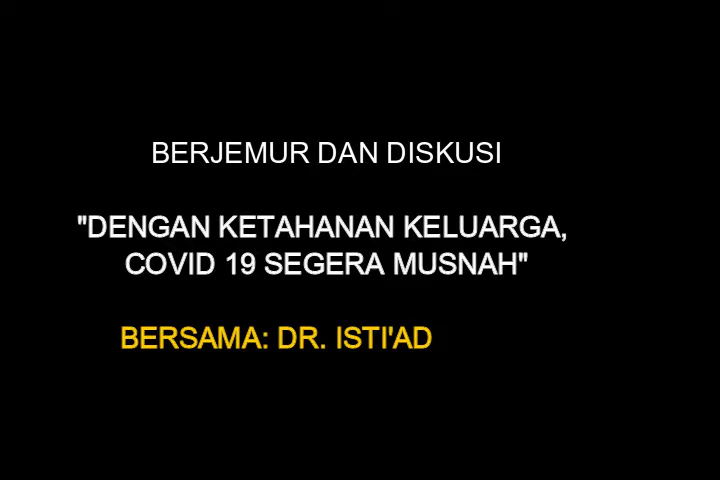 BERJEMUR DAN DISKUSI
"DENGAN KETAHANAN KELUARGA,
COVID 19 SEGERA MUSNAH"
BERSAMA: DR. ISTI'AD